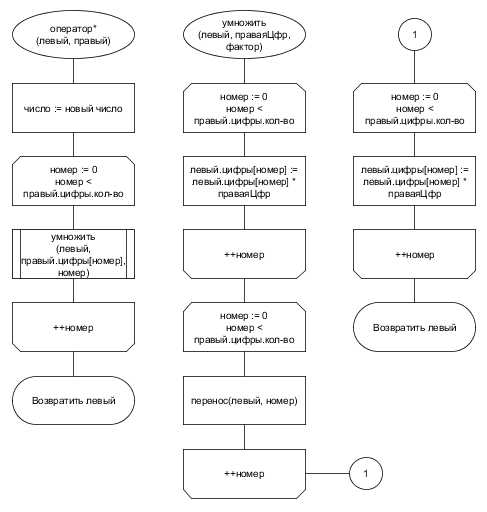 оператор*
(левый, правый)
число := новый число
номер := 0
номер <
правый.цифры.кол-во
умножить
(левый,
правый.цифры[номер],
номер)
++номер
Возвратить левый
умножить
(левый, праваяЦфр,
фактор)
номер := 0
номер <
правый.цифры.кол-во
левый.цифры[номер] :=
левый.цифры[номер] *
праваяЦфр
++номер
номер := 0
номер <
правый.цифры.кол-во
перенос(левый, номер)
++номер
1
1
номер := 0
номер <
правый.цифры.кол-во
левый.цифры[номер] :=
левый.цифры[номер] *
праваяЦфр
++номер
Возвратить левый